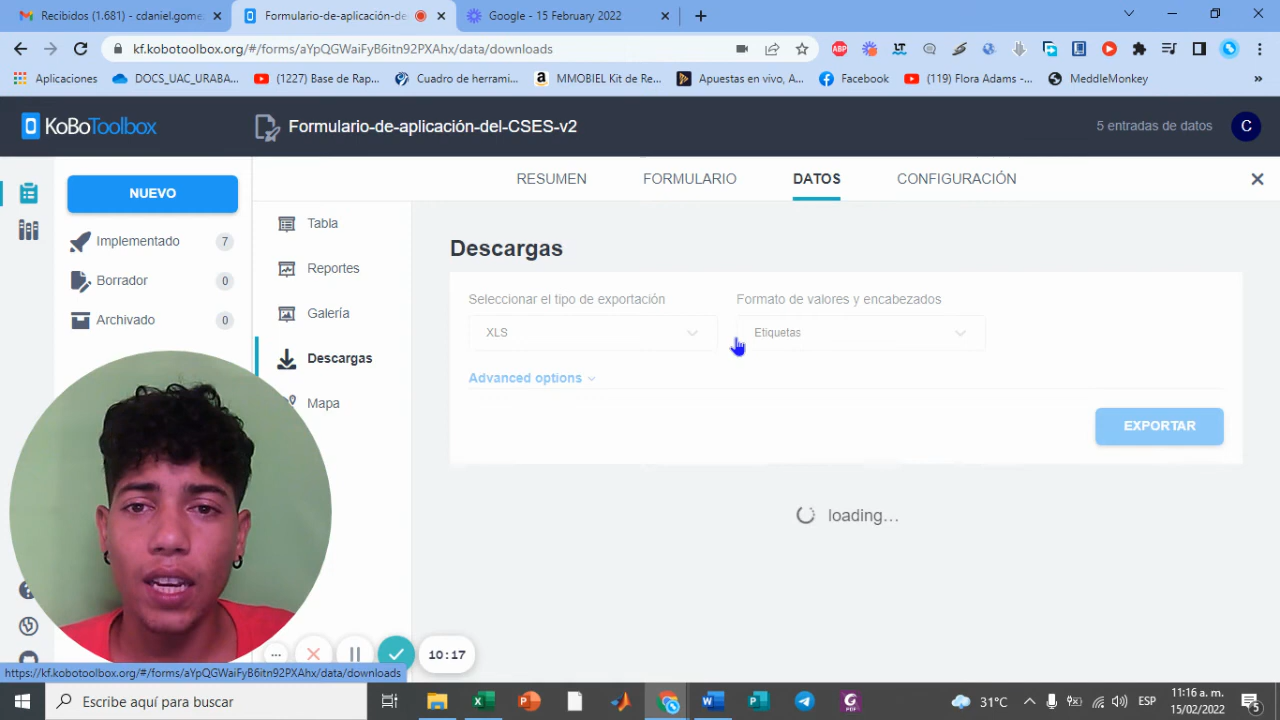 Recibidos (1.681) - cdaniel.gome
Formulario-de-aplicación-de
Google - 15 February 2022
kf.kobotoolbox.org/#/forms/aYpQGWaiFyB6itn92PXAhx/data/downloads
Aplicaciones
DOCS_UAC_URABA...
(1227) Base de Rap...
Cuadro de herrami...
MMOBIEL Kit de Re...
Apuestas en vivo, A...
Facebook
(119) Flora Adams -...
MeddleMonkey
»
KoBoToolbox
Formulario-de-aplicación-del-CSES-v2
5 entradas de datos
C
NUEVO
RESUMEN
FORMULARIO
DATOS
CONFIGURACIÓN
Implementado 7
Borrador 0
Archivado 0
Tabla
Reportes
Galería
Descargas
Mapa
Descargas
Seleccionar el tipo de exportación
Formato de valores y encabezados
XLS
Etiquetas
Advanced options
EXPORTAR
loading...
10:17
https://kf.kobotoolbox.org/#/forms/aYpQGWaiFyB6itn92PXAhx/data/downloads
Escribe aquí para buscar
31°C
ESP
11:16 a. m.
15/02/2022
5